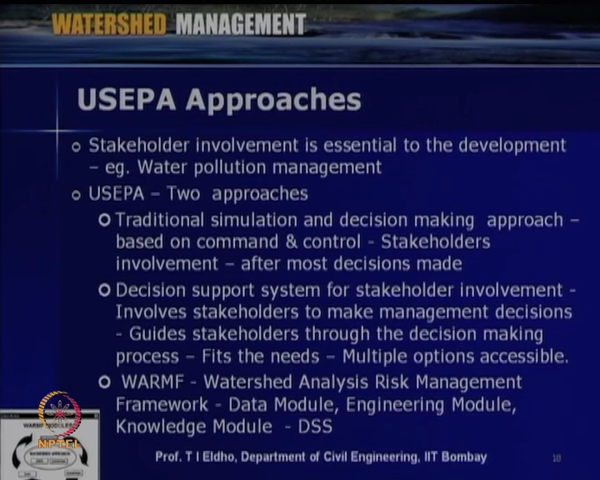 WATERSHED MANAGEMENT
USEPA Approaches
Stakeholder involvement is essential to the development
– eg. Water pollution management
USEPA – Two approaches
Traditional simulation and decision making approach –
based on command & control - Stakeholders
involvement – after most decisions made
Decision support system for stakeholder involvement -
Involves stakeholders to make management decisions
- Guides stakeholders through the decision making
process – Fits the needs – Multiple options accessible.
WARMF - Watershed Analysis Risk Management
Framework - Data Module, Engineering Module,
Knowledge Module - DSS
NPTEL
Prof. T I Eldho, Department of Civil Engineering, IIT Bombay
10